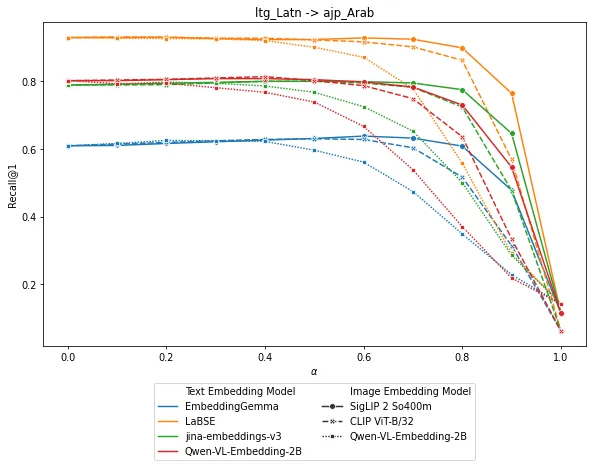 ltg_Latn -> ajp_Arab
Recall@1
0.8
0.6
0.4
0.2
0.0 0.2 0.4 0.6 0.8 1.0
α
Text Embedding Model Image Embedding Model
EmbeddingGemma SigLIP 2 So400m
LaBSE CLIP ViT-B/32
jina-embeddings-v3 Qwen-VL-Embedding-2B
Qwen-VL-Embedding-2B